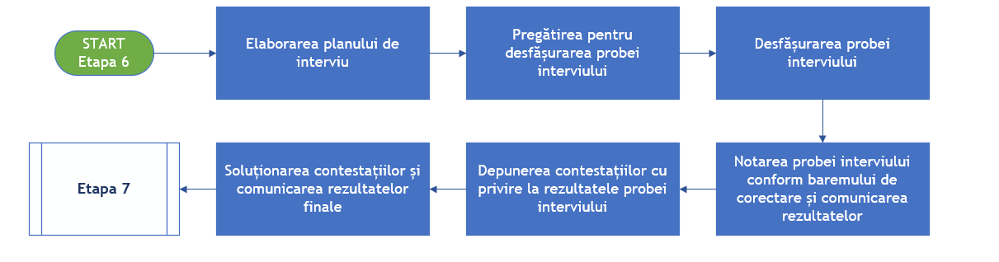 START
Etapa 6
Elaborarea planului de
interviu
Pregătirea pentru
desfășurarea probei
interviului
Desfășurarea probei
interviului
Notarea probei interviului
conform baremului de
corectare și comunicarea
rezultatelor
Depunerea contestațiilor cu
privire la rezultatele probei
interviului
Soluționarea contestațiilor și
comunicarea rezultatelor
finale
Etapa 7